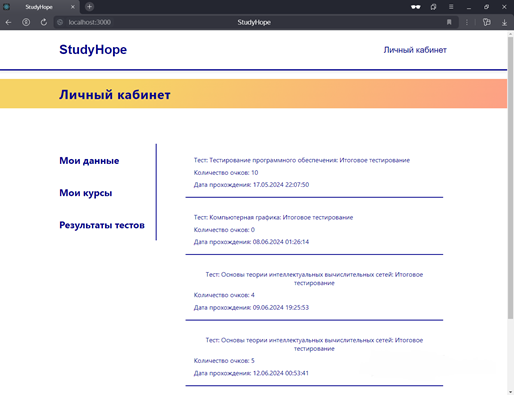 StudyHope
localhost:3000
StudyHope
StudyHope
Личный кабинет
Личный кабинет
Мои данные
Мои курсы
Результаты тестов
Тест: Тестирование программного обеспечения: Итоговое тестирование
Количество очков: 10
Дата прохождения: 17.05.2024 22:07:50
Тест: Компьютерная графика: Итоговое тестирование
Количество очков: 0
Дата прохождения: 08.06.2024 01:26:14
Тест: Основы теории интеллектуальных вычислительных сетей: Итоговое
тестирование
Количество очков: 4
Дата прохождения: 09.06.2024 19:25:53
Тест: Основы теории интеллектуальных вычислительных сетей: Итоговое
тестирование
Количество очков: 5
Дата прохождения: 12.06.2024 00:53:41